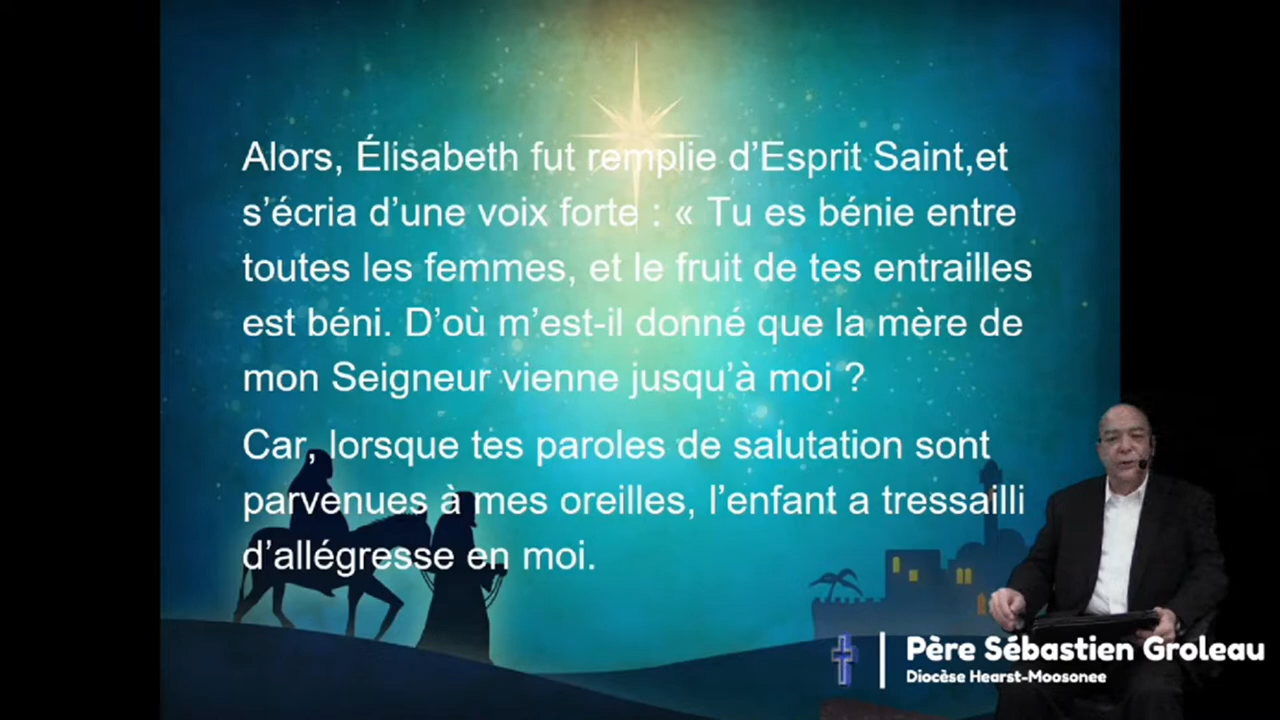 Alors, Élisabeth fut remplie d’Esprit Saint,et
s’écria d’une voix forte : « Tu es bénie entre
toutes les femmes, et le fruit de tes entrailles
est béni. D’où m’est-il donné que la mère de
mon Seigneur vienne jusqu’à moi ?
Car, lorsque tes paroles de salutation sont
parvenues à mes oreilles, l’enfant a tressailli
d’allégresse en moi.
Père Sébastien Groleau
Diocèse Hearst-Moosonee